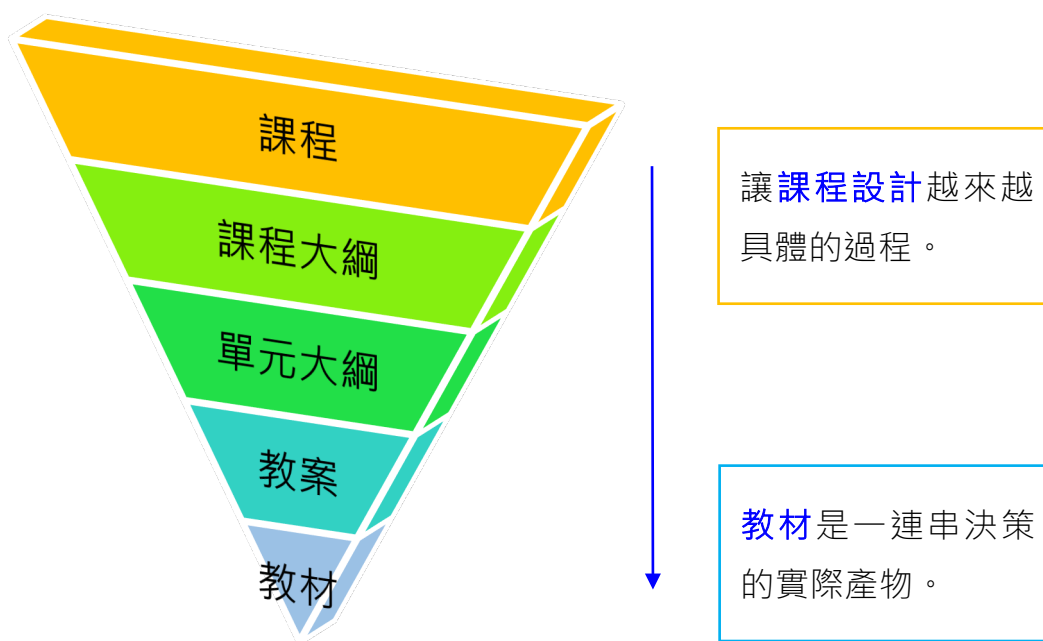 課程
課程大綱
單元大綱
教案
教材
讓課程設計越來越
具體的過程。
教材是一連串決策
的實際產物。